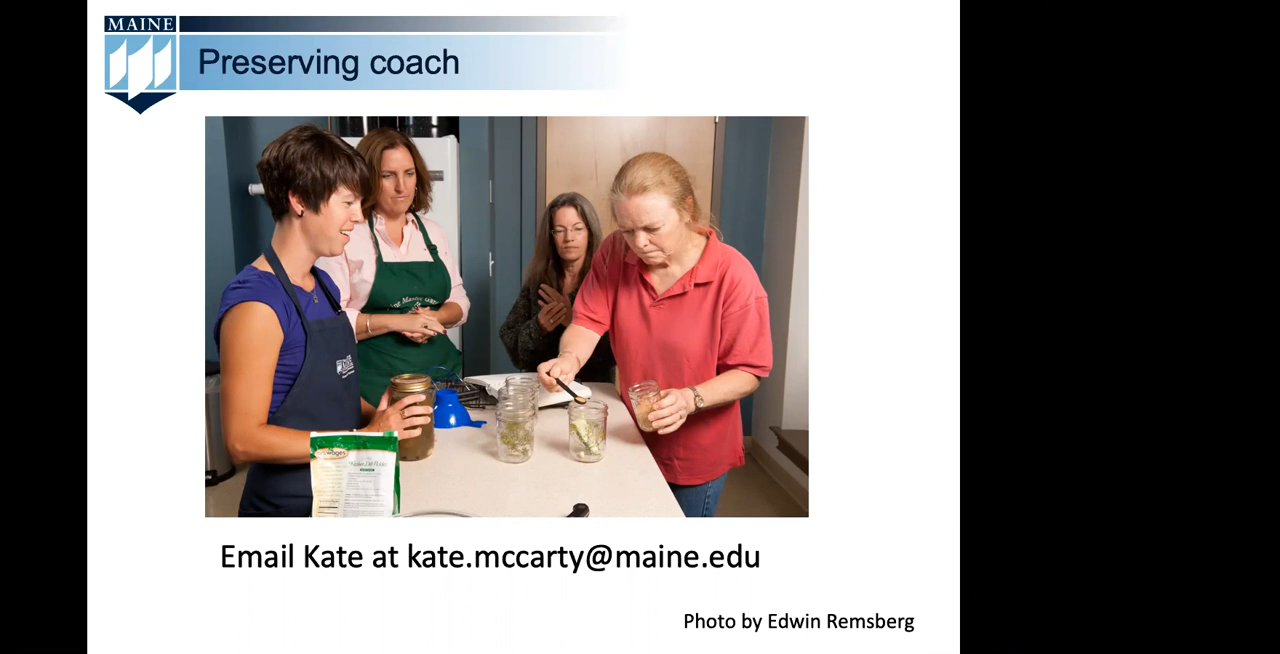 MAINE
Preserving coach
Email Kate at kate.mccarty@maine.edu
Photo by Edwin Remsberg